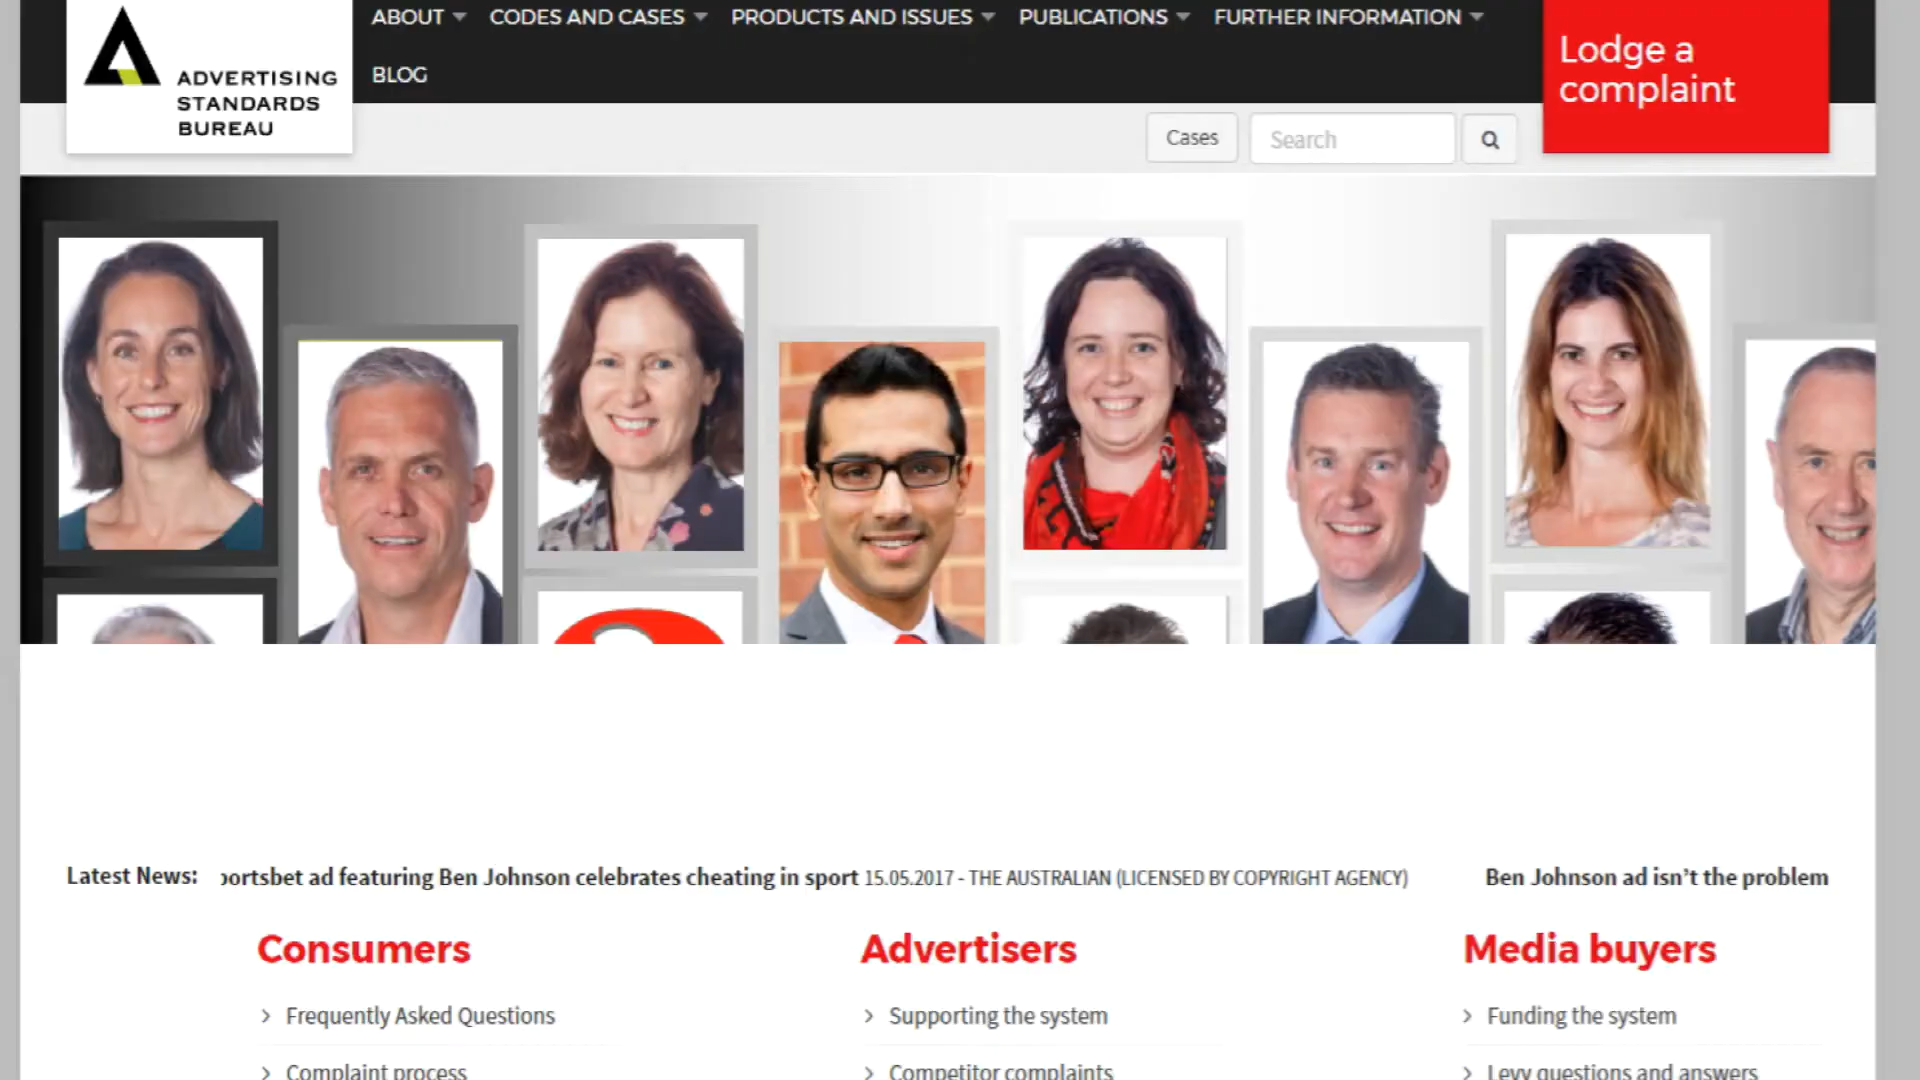 ABOUT
CODES AND CASES
PRODUCTS AND ISSUES
PUBLICATIONS
FURTHER INFORMATION
BLOG
ADVERTISING
STANDARDS
BUREAU
Lodge a
complaint
Cases
Search
Latest News:
portsbet ad featuring Ben Johnson celebrates cheating in sport 15.05.2017 - THE AUSTRALIAN (LICENSED BY COPYRIGHT AGENCY)
Ben Johnson ad isn't the problem
Consumers
Frequently Asked Questions
Complaint process
Advertisers
Supporting the system
Competitor complaints
Media buyers
Funding the system
Levy questions and answers